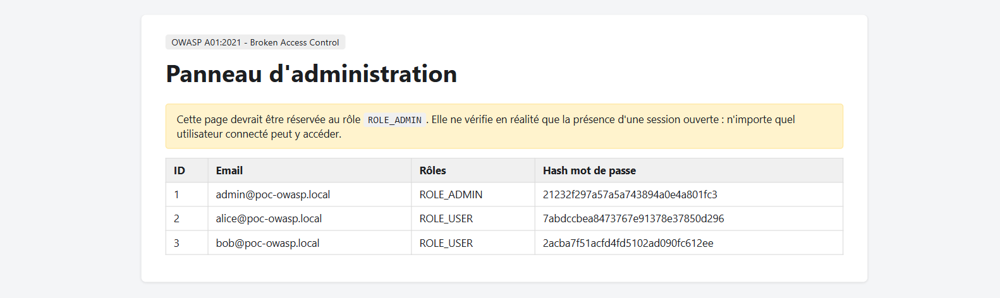 OWASP A01:2021 - Broken Access Control
Panneau d'administration
Cette page devrait être réservée au rôle ROLE_ADMIN . Elle ne vérifie en réalité que la présence d'une session ouverte : n'importe quel
utilisateur connecté peut y accéder.
ID Email Rôles Hash mot de passe
1 admin@poc-owasp.local ROLE_ADMIN 21232f297a57a5a743894a0e4a801fc3
2 alice@poc-owasp.local ROLE_USER 7abdccbea8473767e91378e37850d296
3 bob@poc-owasp.local ROLE_USER 2acba7f51acfd4fd5102ad090fc612ee